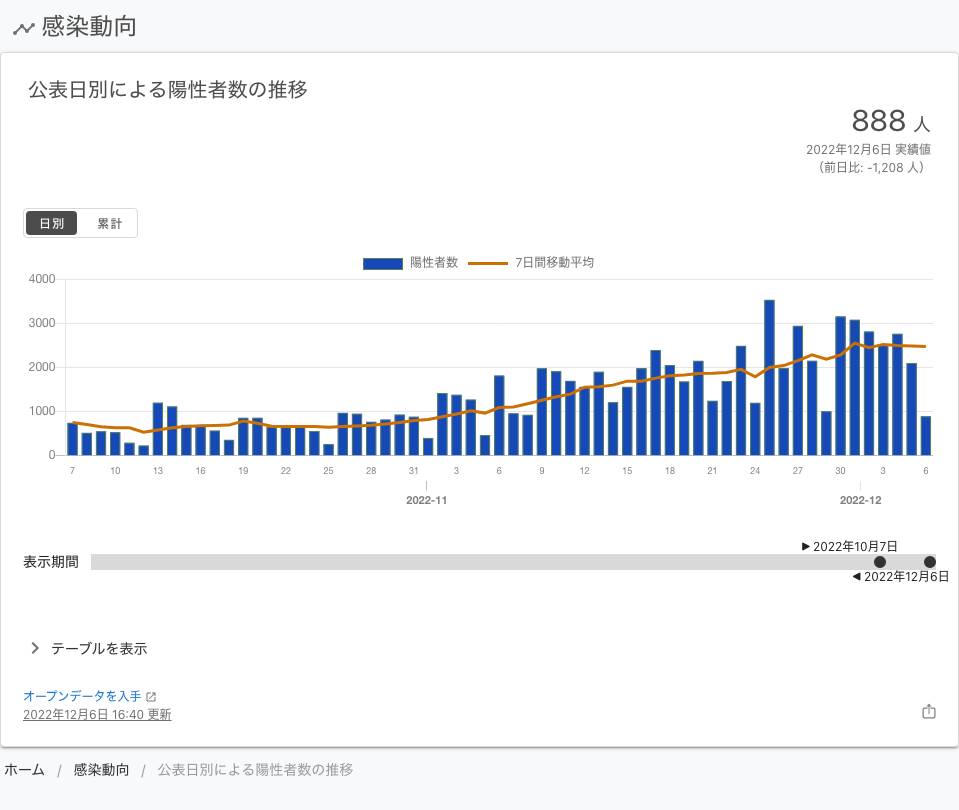 感染動向
公表日別による陽性者数の推移
888 人
2022年12月6日 実績値
（前日比: -1,208 人）
日別 累計
陽性者数 7日間移動平均
4000
3000
2000
1000
0
7 10 13 16 19 22 25 28 31 3 6 9 12 15 18 21 24 27 30 3 6
2022-11 2022-12
2022年10月7日
表示期間
2022年12月6日
テーブルを表示
オープンデータを入手
2022年12月6日 16:40 更新
ホーム / 感染動向 / 公表日別による陽性者数の推移